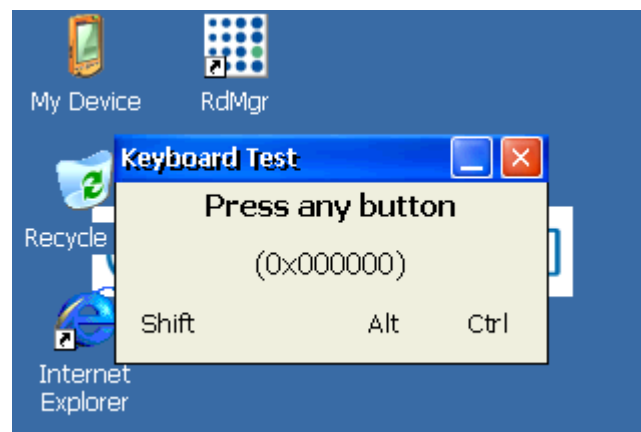 My Device
RdMgr
Keyboard Test
Press any button
Recycle
(0x000000)
Shift
Alt
Ctrl
Internet
Explorer